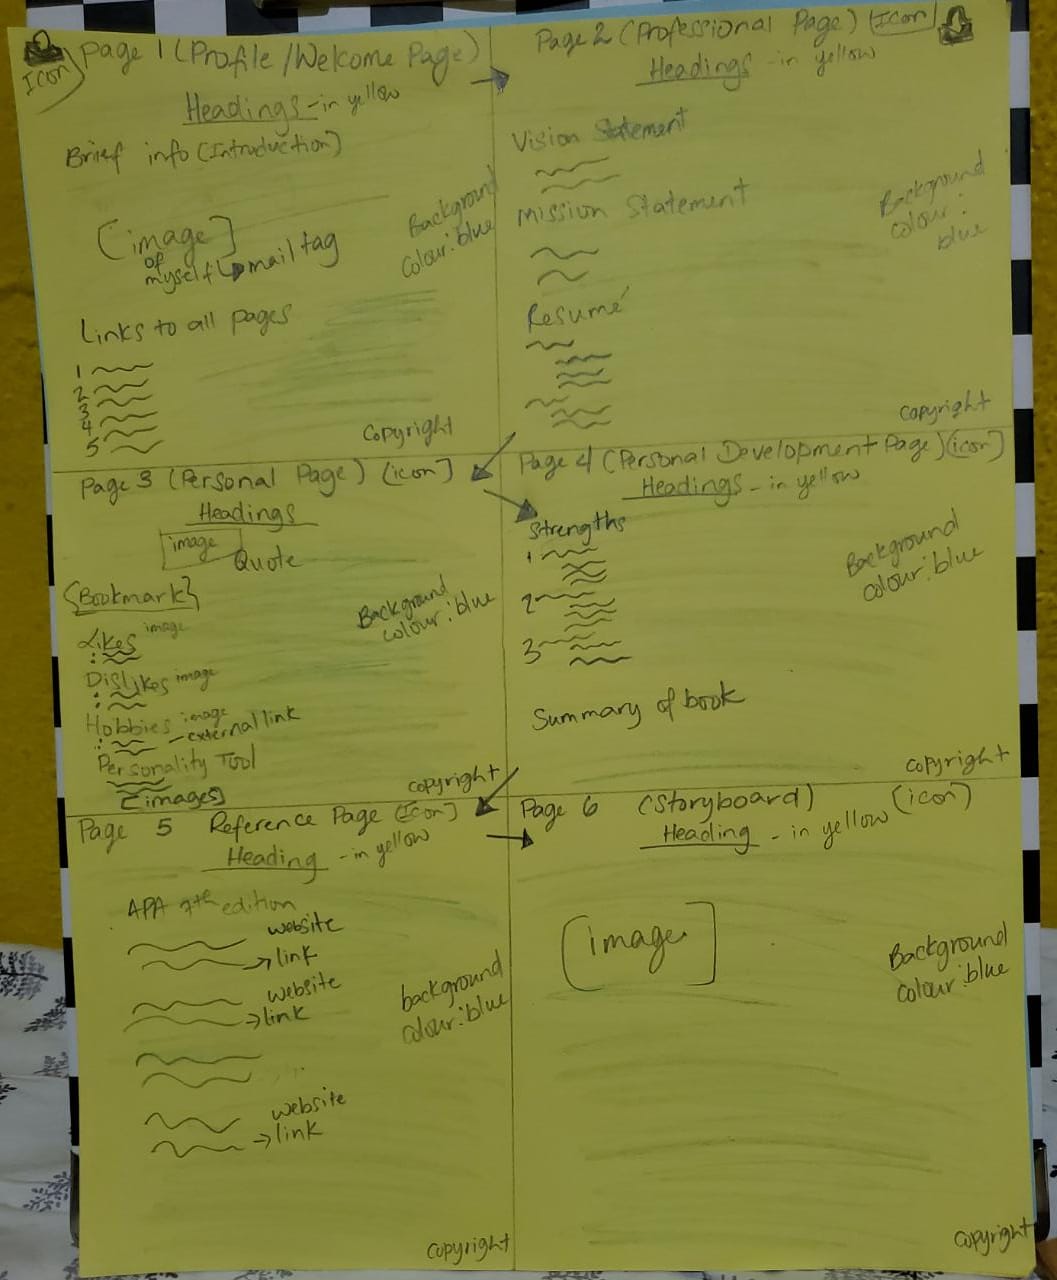 Icon
Page 1 (Profile/Welcome Page)
Headings - in yellow
Brief info (Introduction)
Background
colour: blue
[image]
of
myself mail tag
Links to all pages
1
2
3
4
5
Copyright
Page 2 (Professional Page) (Icon)
Headings - in yellow
Vision Statement
Background
colour:
blue
Mission Statement
Resumé
Copyright
Page 3 (Personal Page) (icon)
Headings
image
Quote
{Bookmark}
Background
colour: blue
Likes image
Dislikes image
Hobbies image
- external link
Personality Tool
[images]
copyright
Page 4 (Personal Development Page) (icon)
Headings - in yellow
Strengths
1
2
3
Background
colour: blue
Summary of book
copyright
Page 5 Reference Page (Icon)
Heading - in yellow
APA 7th edition
website
link
website
link
background
colour: blue
website
link
copyright
Page 6 (Storyboard) (icon)
Heading - in yellow
[image]
Background
colour: blue
copyright